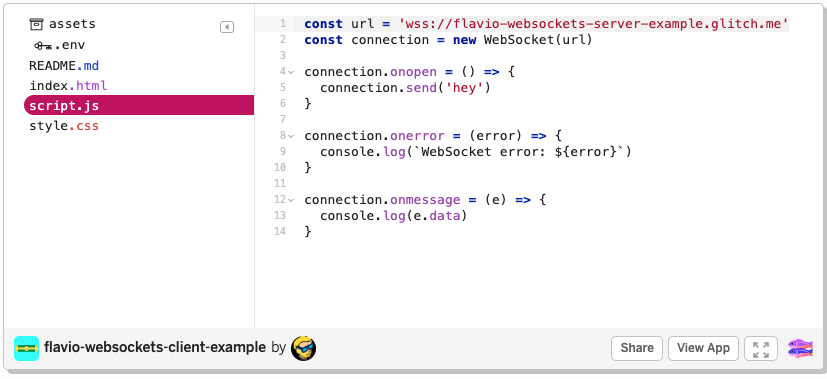 assets
.env
README.md
index.html
script.js
style.css
1 const url = 'wss://flavio-websockets-server-example.glitch.me'
2 const connection = new WebSocket(url)
3
4 connection.onopen = () => {
5 connection.send('hey')
6 }
7
8 connection.onerror = (error) => {
9 console.log(`WebSocket error: ${error}`)
10 }
11
12 connection.onmessage = (e) => {
13 console.log(e.data)
14 }
flavio-websockets-client-example by
Share
View App